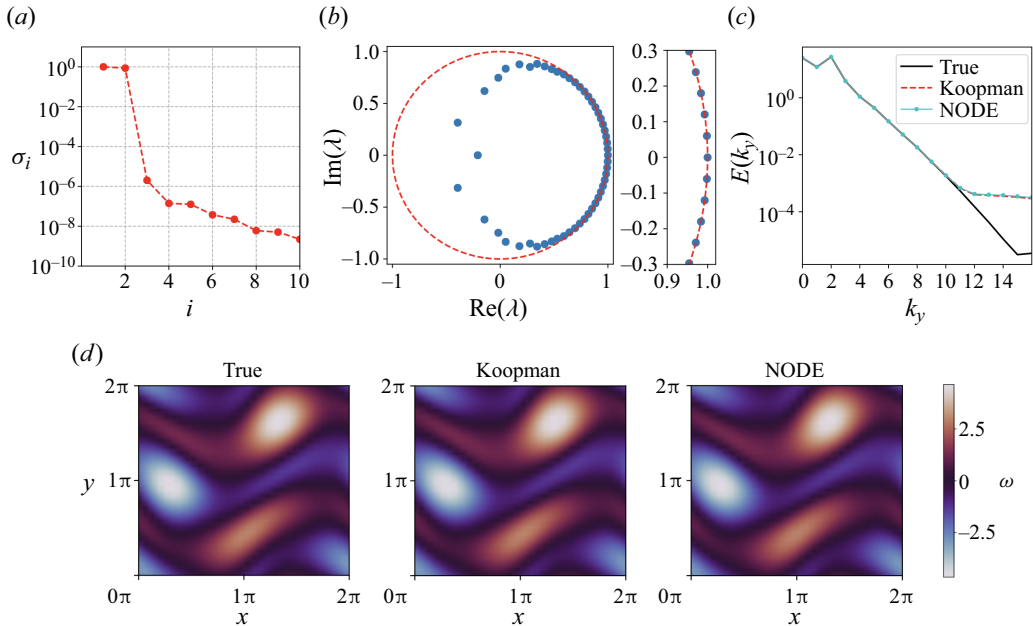 (a)
10^0
10^−2
10^−4
σ_i
10^−6
10^−8
10^−10
2 4 6 8 10
i
(b)
1.0
0.5
Im(λ)
0
−0.5
−1.0
−1 0 1
Re(λ)
0.3
0.2
0.1
0
−0.1
−0.2
−0.3
0.9 1.0
(c)
True
Koopman
NODE
10^0
E(k_y)
10^−4
0 2 4 6 8 10 12 14
k_y
(d)
True Koopman NODE
2π 2π 2π
y 1π 1π 1π
0π 1π 2π 0π 1π 2π 0π 1π 2π
x x x
2.5
0 ω
−2.5